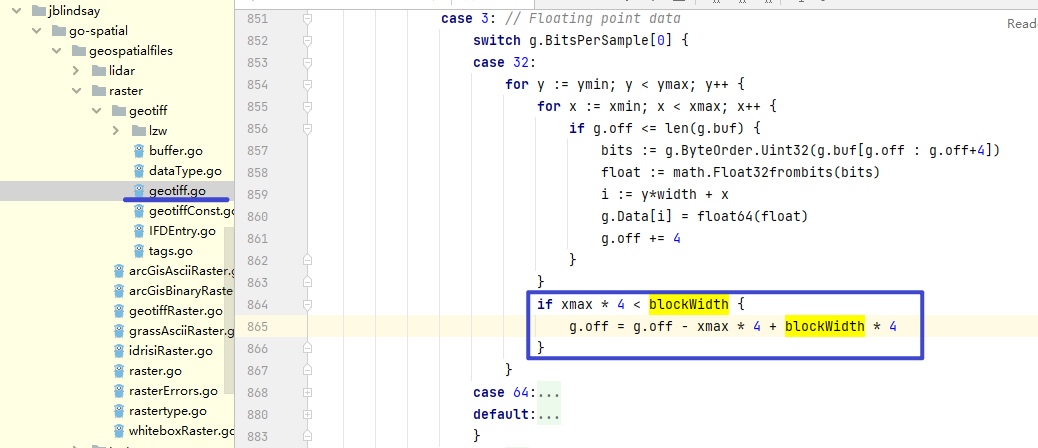 jblindsay
go-spatial
geospatialfiles
lidar
raster
geotiff
lzw
buffer.go
dataType.go
geotiff.go
geotiffConst.go
IFDEntry.go
tags.go
arcGisAsciiRaster.g
arcGisBinaryRaste
geotiffRaster.go
grassAsciiRaster.g
idrisiRaster.go
raster.go
rasterErrors.go
rastertype.go
whiteboxRaster.go
Reade
851 case 3: // Floating point data
852 switch g.BitsPerSample[0] {
853 case 32:
854 for y := ymin; y < ymax; y++ {
855 for x := xmin; x < xmax; x++ {
856 if g.off <= len(g.buf) {
857 bits := g.ByteOrder.Uint32(g.buf[g.off : g.off+4])
858 float := math.Float32frombits(bits)
859 i := y*width + x
860 g.Data[i] = float64(float)
861 g.off += 4
862 }
863 }
864 if xmax * 4 < blockWidth {
865 g.off = g.off - xmax * 4 + blockWidth * 4
866 }
867 }
868 case 64:...
880 default:...
883 }